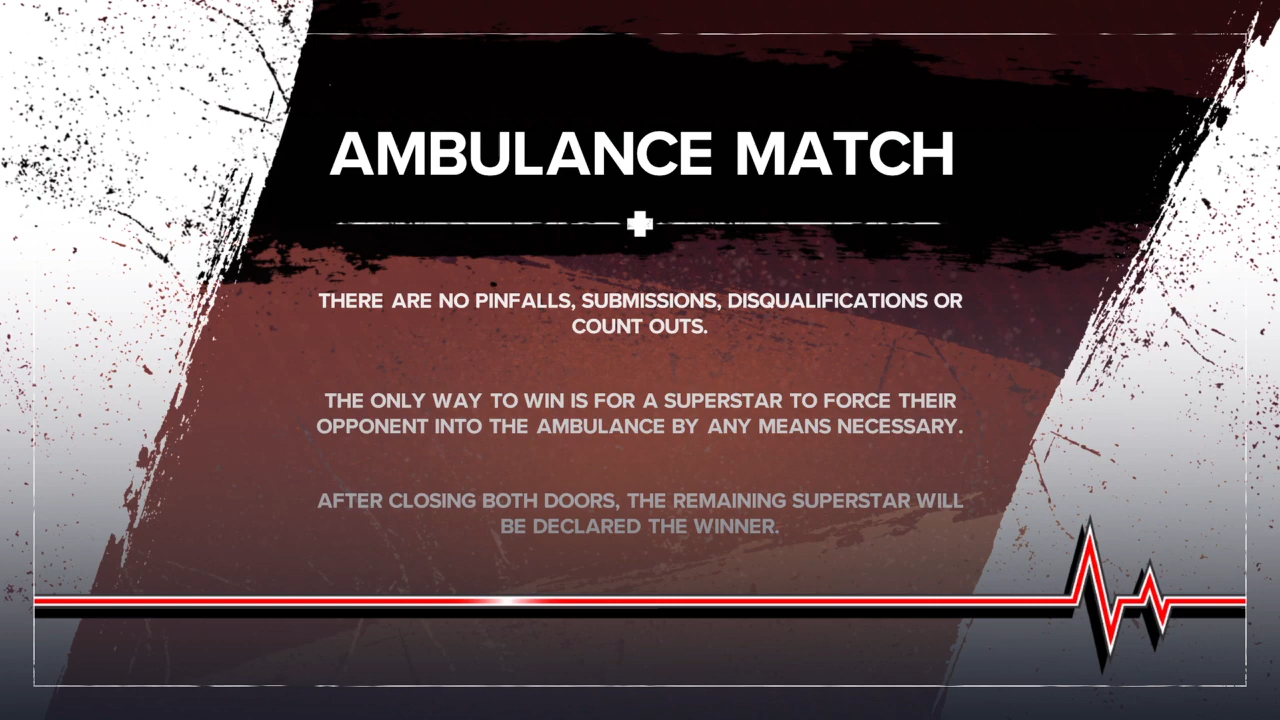 AMBULANCE MATCH
THERE ARE NO PINFALLS, SUBMISSIONS, DISQUALIFICATIONS OR
COUNT OUTS.
THE ONLY WAY TO WIN IS FOR A SUPERSTAR TO FORCE THEIR
OPPONENT INTO THE AMBULANCE BY ANY MEANS NECESSARY.
AFTER CLOSING BOTH DOORS, THE REMAINING SUPERSTAR WILL
BE DECLARED THE WINNER.